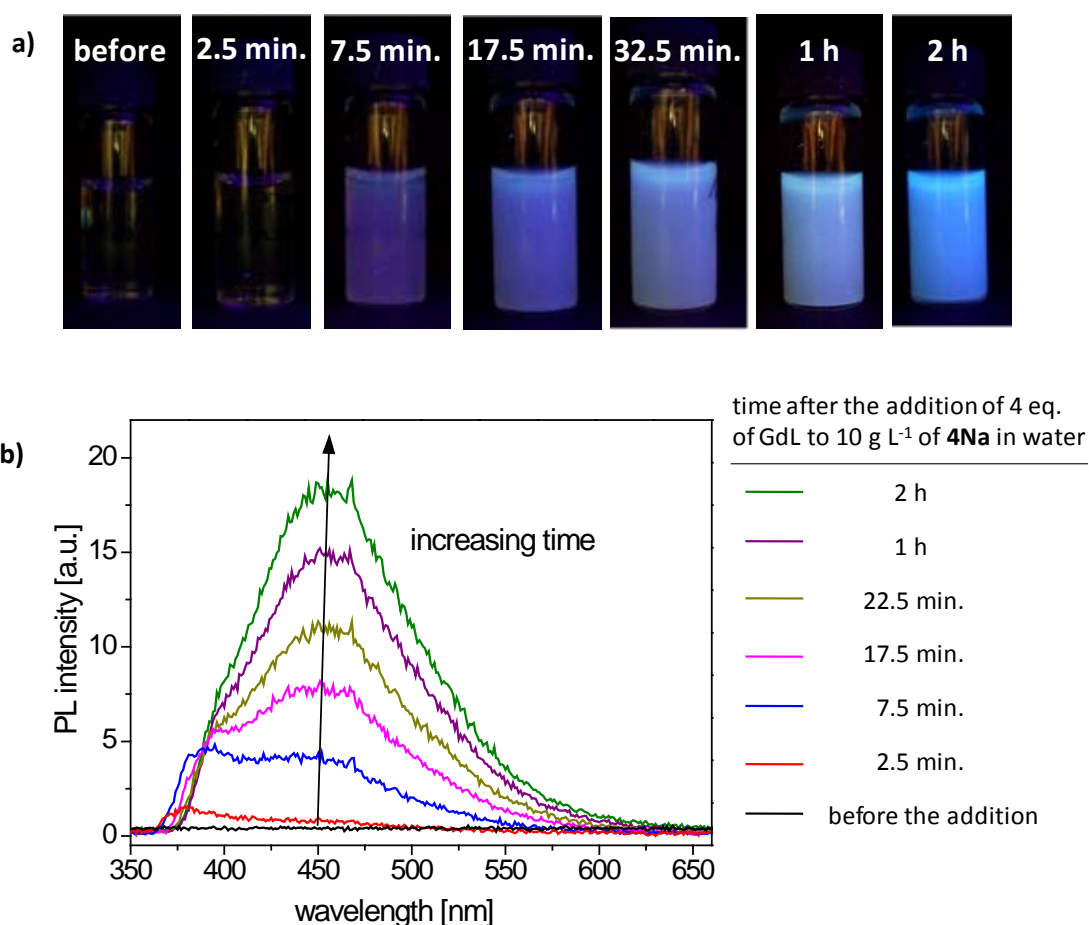 a)
before
2.5 min.
7.5 min.
17.5 min.
32.5 min.
1 h
2 h
b)
PL intensity [a.u.]
20
15
10
5
0
350
400
450
500
550
600
650
wavelength [nm]
increasing time
time after the addition of 4 eq.
of GdL to 10 g L⁻¹ of 4Na in water
2 h
1 h
22.5 min.
17.5 min.
7.5 min.
2.5 min.
before the addition